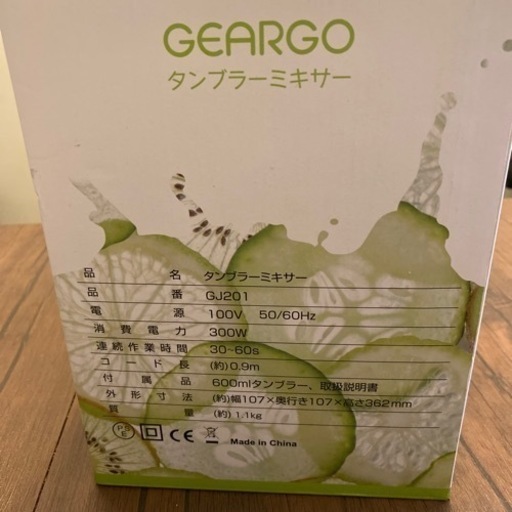 GEARGO
タンブラーミキサー
品 名 タンブラーミキサー
品 番 GJ201
電 源 100V 50/60Hz
消費電力 300W
連続作業時間 30~60s
コード長 (約)0.9m
付属品 600mlタンブラー、取扱説明書
外形寸法 (約)幅107×奥行き107×高さ362mm
質量 (約) 1.1kg
PSE CE Made in China